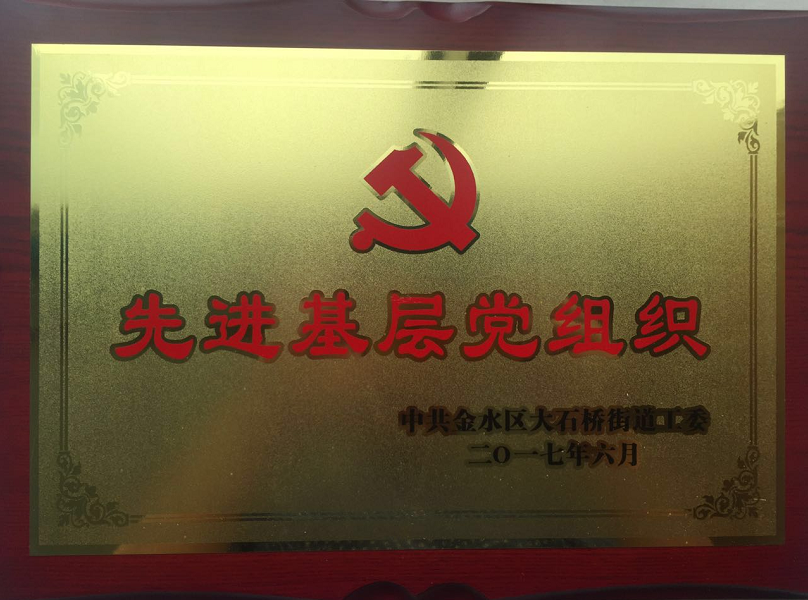 先进基层党组织
中共金水区大石桥街道工委
二〇一七年六月